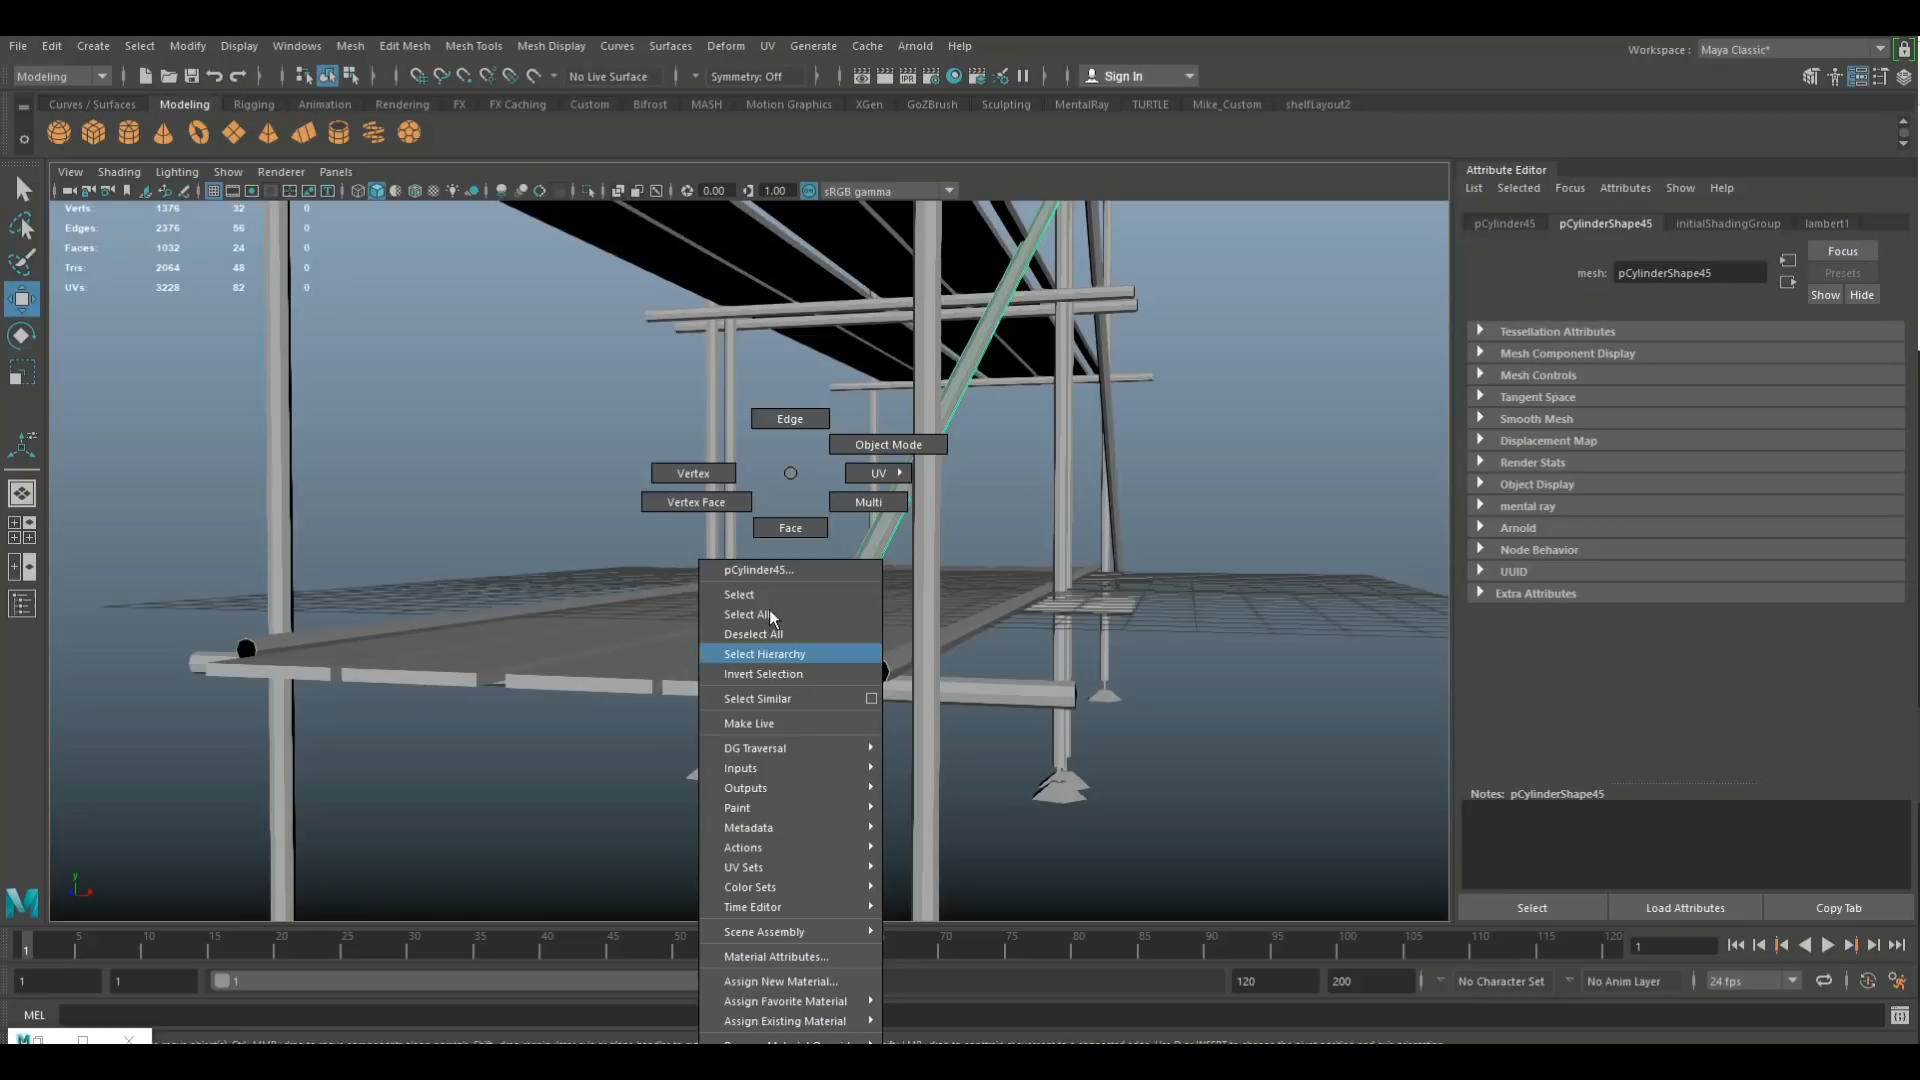 File Edit Create Select Modify Display Windows Mesh Edit Mesh Mesh Tools Mesh Display Curves Surfaces Deform UV Generate Cache Arnold Help
Workspace : Maya Classic*
Modeling No Live Surface Symmetry: Off Sign In
Curves / Surfaces Modeling Rigging Animation Rendering FX FX Caching Custom Bifrost MASH Motion Graphics XGen GoZBrush Sculpting MentalRay TURTLE Mike_Custom shelfLayout2
View Shading Lighting Show Renderer Panels
0.00 1.00 sRGB gamma
Verts: 1376 32 0
Edges: 2376 56 0
Faces: 1032 24 0
Tris: 2064 48 0
UVs: 3228 82 0
Edge
Object Mode
Vertex UV
Vertex Face Multi
Face
pCylinder45...
Select
Select All
Deselect All
Select Hierarchy
Invert Selection
Select Similar
Make Live
DG Traversal
Inputs
Outputs
Paint
Metadata
Actions
UV Sets
Color Sets
Time Editor
Scene Assembly
Material Attributes...
Assign New Material...
Assign Favorite Material
Assign Existing Material
Attribute Editor
List Selected Focus Attributes Show Help
pCylinder45 pCylinderShape45 initialShadingGroup lambert1
Focus
mesh: pCylinderShape45 Presets
Show Hide
Tessellation Attributes
Mesh Component Display
Mesh Controls
Tangent Space
Smooth Mesh
Displacement Map
Render Stats
Object Display
mental ray
Arnold
Node Behavior
UUID
Extra Attributes
Notes: pCylinderShape45
Select Load Attributes Copy Tab
1 5 10 15 20 25 30 35 40 45 50 70 75 80 85 90 95 100 105 110 115 120 1
1 1 1 120 200 No Character Set No Anim Layer 24 fps
MEL